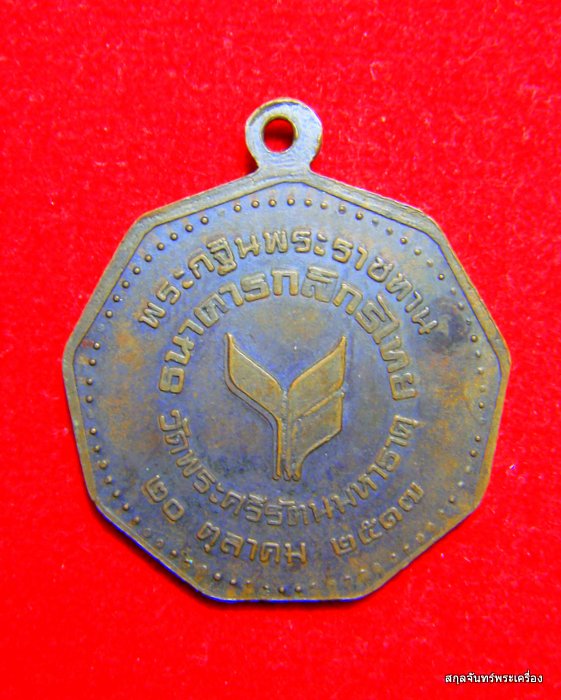 พระกฐินพระราชทาน
ธนาคารกสิกรไทย
วัดพระศรีรัตนมหาธาตุ
๒๐ ตุลาคม ๒๕๑๗
สกุลจันทร์พระเครื่อง